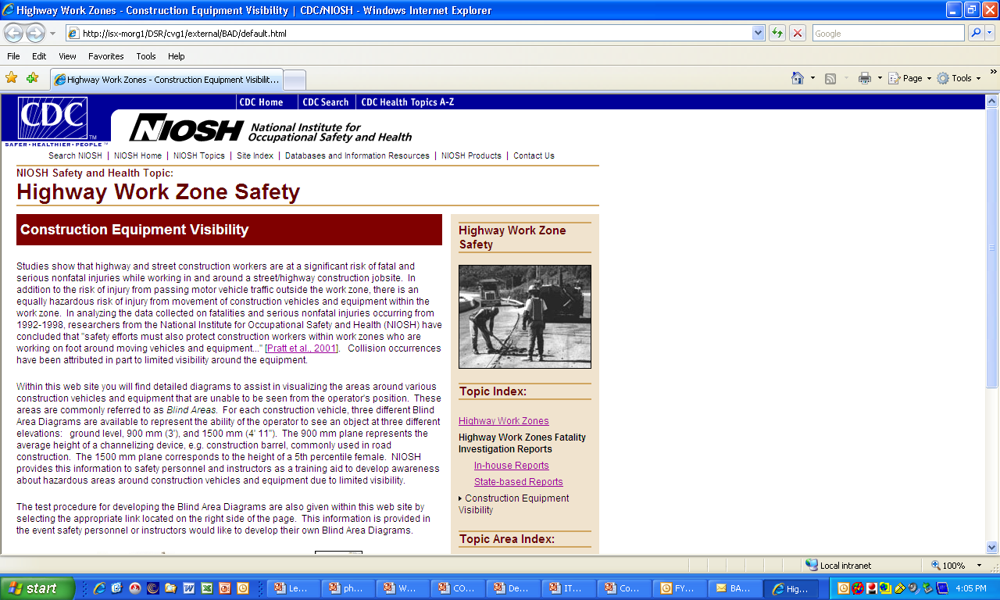 Highway Work Zones - Construction Equipment Visibility | CDC/NIOSH - Windows Internet Explorer
http://isx-morg1/DSR/cvg1/external/BAD/default.html
Google
File Edit View Favorites Tools Help
Highway Work Zones - Construction Equipment Visibilit...
Page Tools
CDC Home CDC Search CDC Health Topics A-Z
CDC TM
SAFER • HEALTHIER • PEOPLE™
NIOSH National Institute for
Occupational Safety and Health
Search NIOSH | NIOSH Home | NIOSH Topics | Site Index | Databases and Information Resources | NIOSH Products | Contact Us
NIOSH Safety and Health Topic:
Highway Work Zone Safety
Construction Equipment Visibility
Studies show that highway and street construction workers are at a significant risk of fatal and
serious nonfatal injuries while working in and around a street/highway construction jobsite. In
addition to the risk of injury from passing motor vehicle traffic outside the work zone, there is an
equally hazardous risk of injury from movement of construction vehicles and equipment within the
work zone. In analyzing the data collected on fatalities and serious nonfatal injuries occurring from
1992-1998, researchers from the National Institute for Occupational Safety and Health (NIOSH) have
concluded that "safety efforts must also protect construction workers within work zones who are
working on foot around moving vehicles and equipment..." [Pratt et al., 2001]. Collision occurrences
have been attributed in part to limited visibility around the equipment.
Within this web site you will find detailed diagrams to assist in visualizing the areas around various
construction vehicles and equipment that are unable to be seen from the operator's position. These
areas are commonly referred to as Blind Areas. For each construction vehicle, three different Blind
Area Diagrams are available to represent the ability of the operator to see an object at three different
elevations: ground level, 900 mm (3'), and 1500 mm (4' 11"). The 900 mm plane represents the
average height of a channelizing device, e.g. construction barrel, commonly used in road
construction. The 1500 mm plane corresponds to the height of a 5th percentile female. NIOSH
provides this information to safety personnel and instructors as a training aid to develop awareness
about hazardous areas around construction vehicles and equipment due to limited visibility.
The test procedure for developing the Blind Area Diagrams are also given within this web site by
selecting the appropriate link located on the right side of the page. This information is provided in
the event safety personnel or instructors would like to develop their own Blind Area Diagrams.
Highway Work Zone
Safety
Topic Index:
Highway Work Zones
Highway Work Zones Fatality
Investigation Reports
In-house Reports
State-based Reports
Construction Equipment
Visibility
Topic Area Index:
Local intranet 100%
start Le... ph... W... CO... De... IT... Co... FY... BA... Hig... 4:05 PM